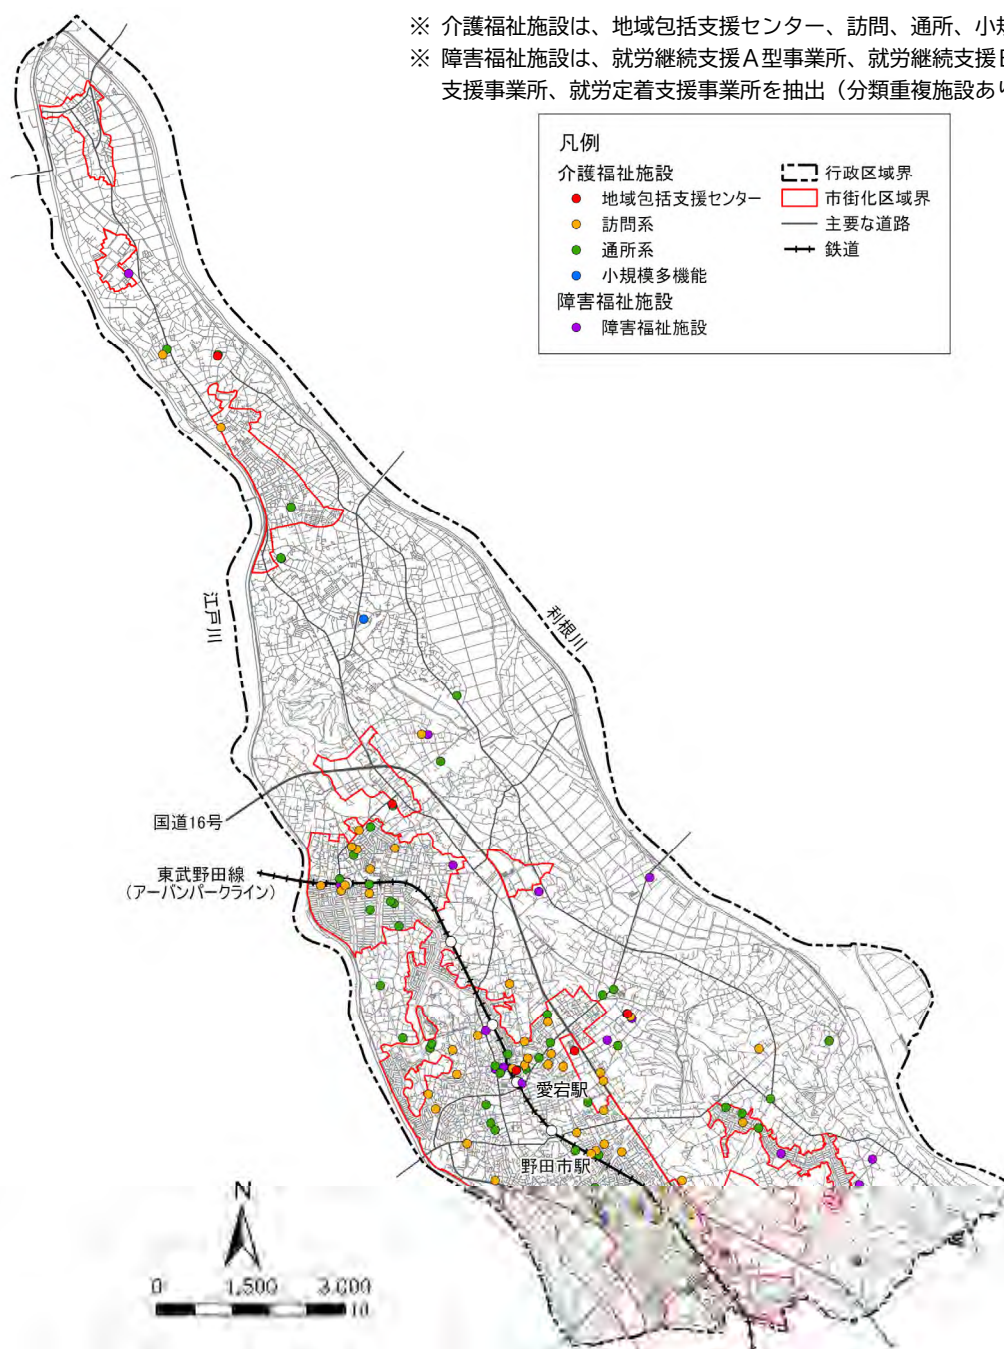 ※ 介護福祉施設は、地域包括支援センター、訪問、通所、小規
※ 障害福祉施設は、就労継続支援A型事業所、就労継続支援
支援事業所、就労定着支援事業所を抽出（分類重複施設あり
凡例
介護福祉施設
地域包括支援センター
訪問系
通所系
小規模多機能
障害福祉施設
障害福祉施設
行政区域界
市街化区域界
主要な道路
鉄道
江戸川
利根川
国道16号
東武野田線
（アーバンパークライン）
愛宕駅
野田市駅
N
0 1,500 3,000